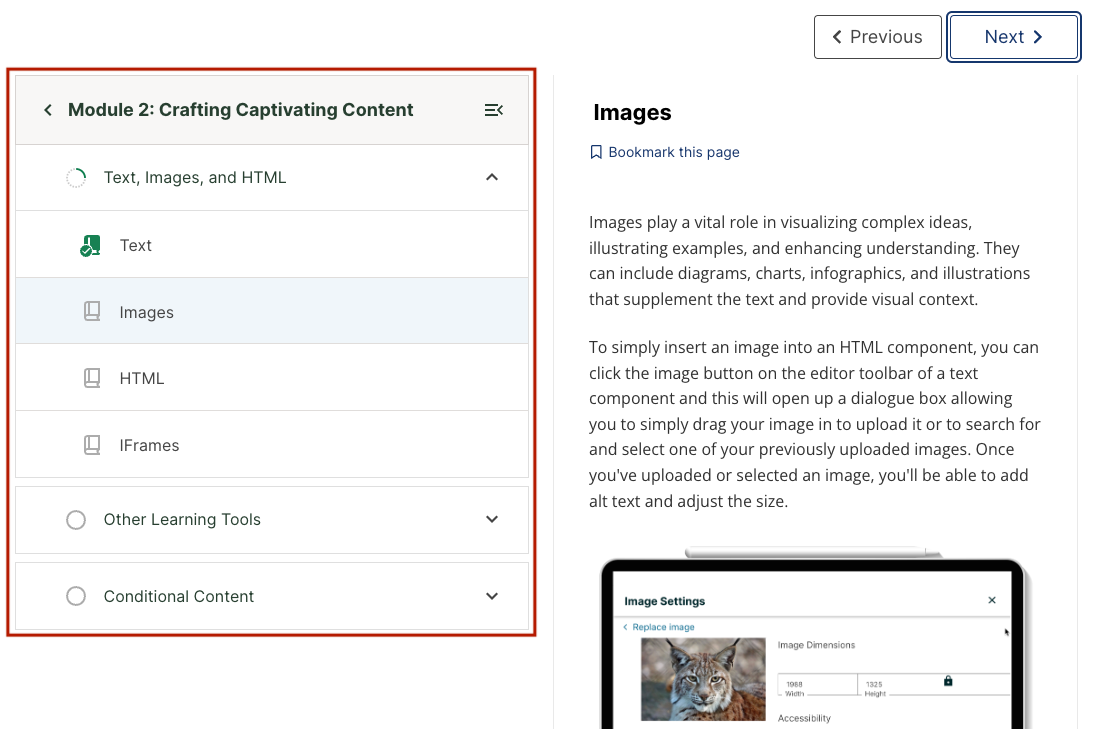 Previous
Next
Module 2: Crafting Captivating Content
Text, Images, and HTML
Text
Images
HTML
IFrames
Other Learning Tools
Conditional Content
Images
Bookmark this page
Images play a vital role in visualizing complex ideas,
illustrating examples, and enhancing understanding. They
can include diagrams, charts, infographics, and illustrations
that supplement the text and provide visual context.
To simply insert an image into an HTML component, you can
click the image button on the editor toolbar of a text
component and this will open up a dialogue box allowing
you to simply drag your image in to upload it or to search for
and select one of your previously uploaded images. Once
you've uploaded or selected an image, you'll be able to add
alt text and adjust the size.
Image Settings
Replace image
Image Dimensions
1988
Width
1325
Height
Accessibility